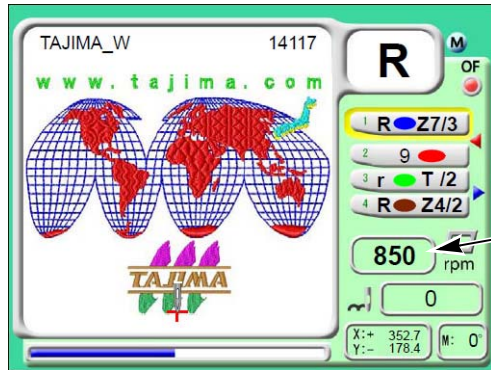 TAJIMA_W 14117
www.tajima.com
TAJIMA
R
M
OF
1 R Z7/3
2 9
3 r T /2
4 R Z4/2
850
rpm
0
X:+ 352.7
Y:- 178.4
M: 0°